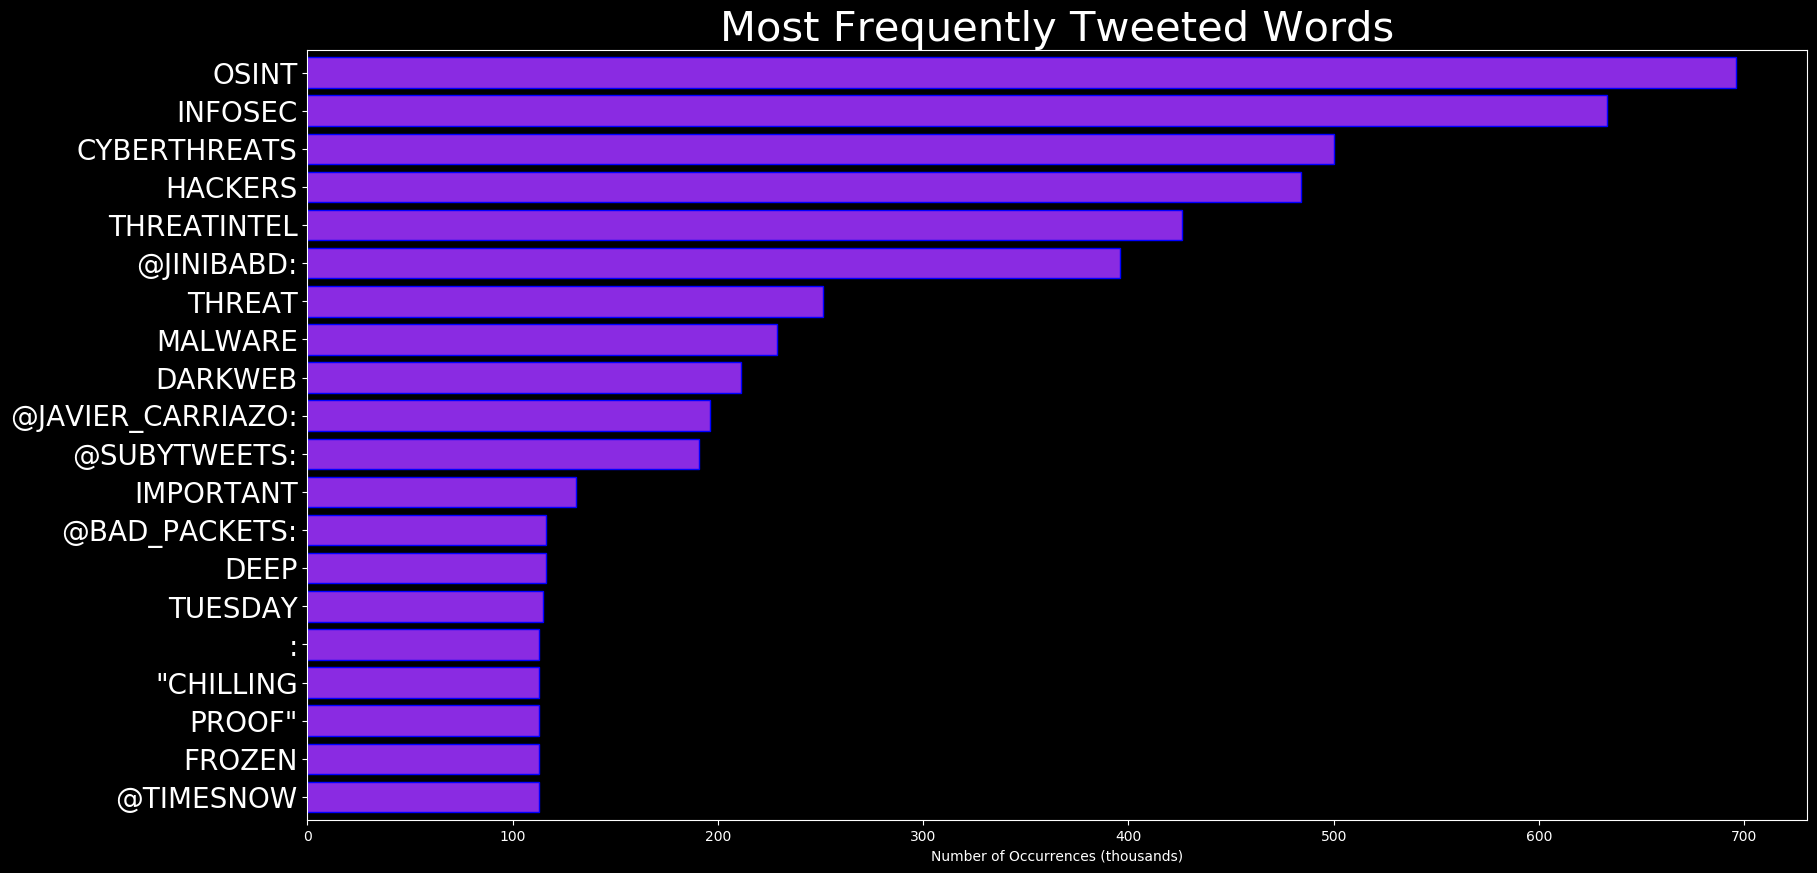 Most Frequently Tweeted Words
OSINT
INFOSEC
CYBERTHREATS
HACKERS
THREATINTEL
@JINIBABD:
THREAT
MALWARE
DARKWEB
@JAVIER_CARRIAZO:
@SUBYTWEETS:
IMPORTANT
@BAD_PACKETS:
DEEP
TUESDAY
:
"CHILLING
PROOF"
FROZEN
@TIMESNOW
0 100 200 300 400 500 600 700
Number of Occurrences (thousands)